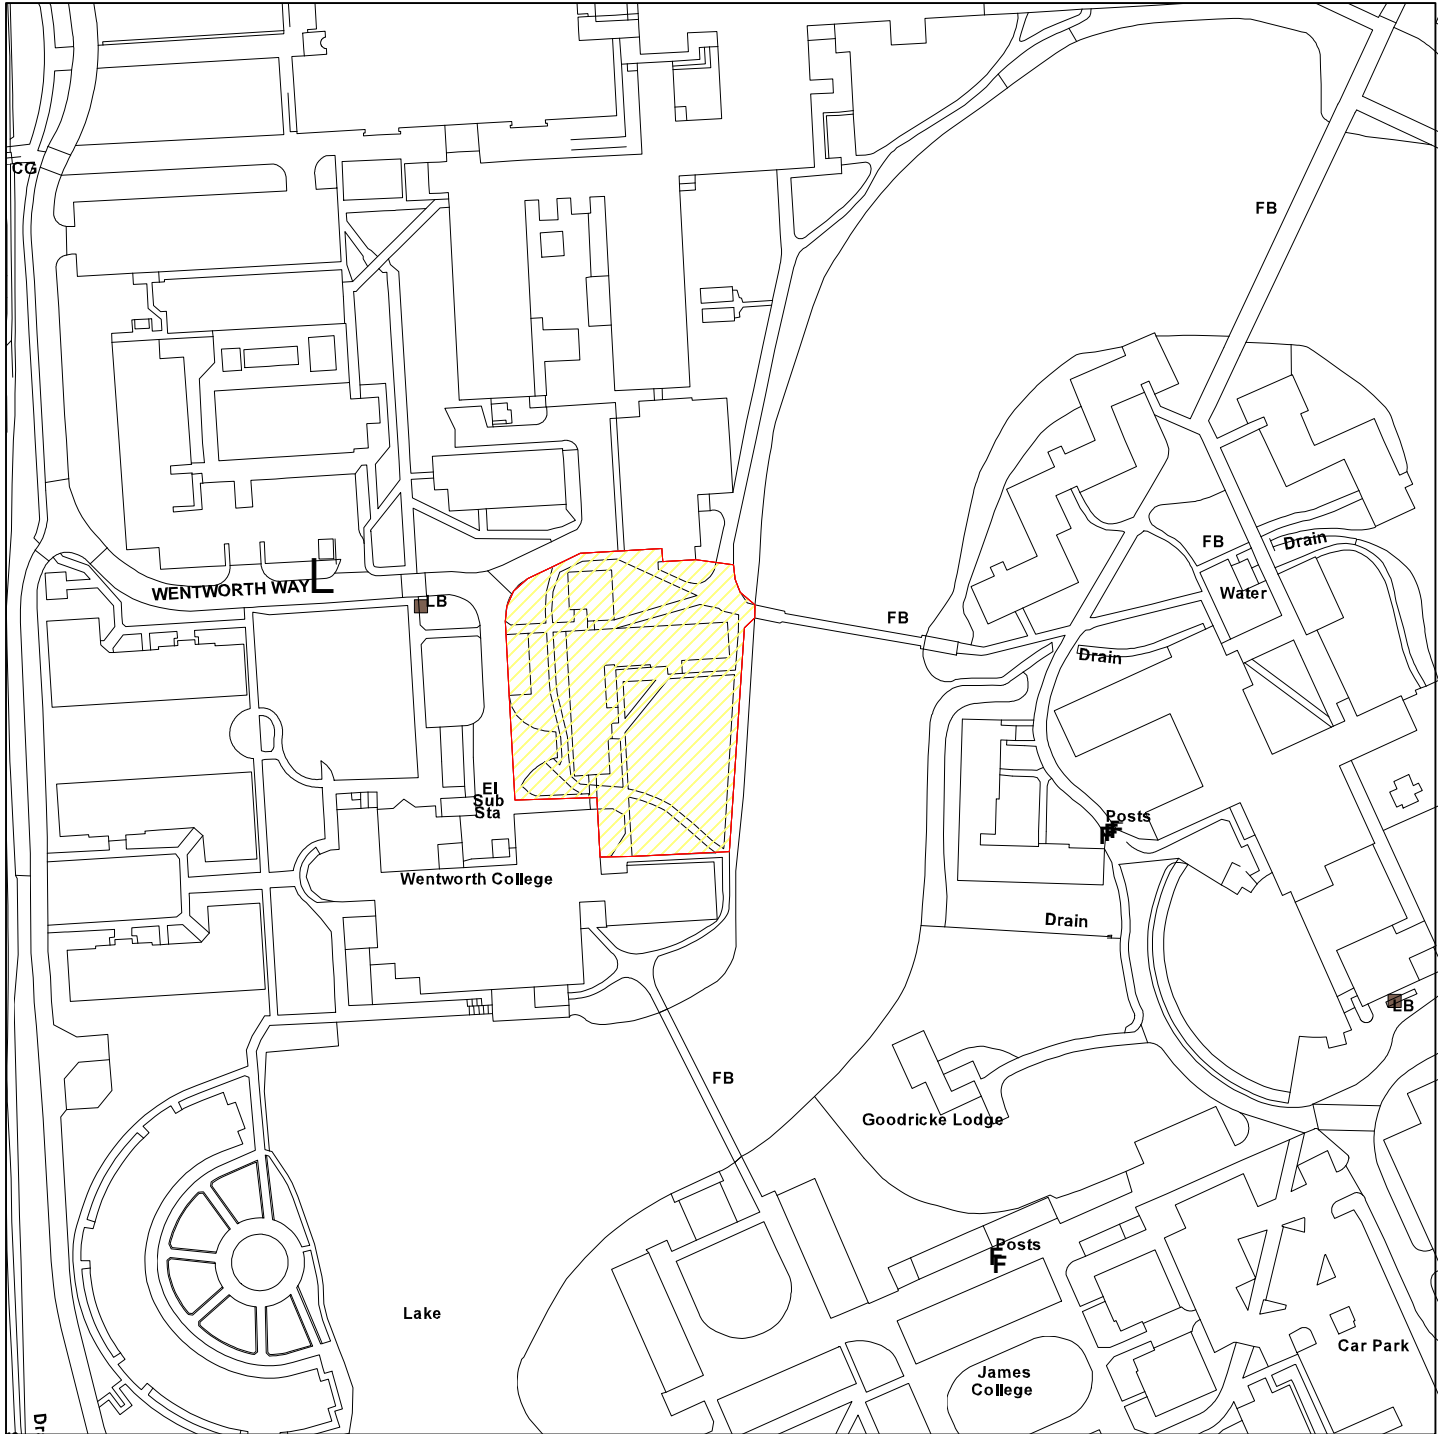 CG
FB
FB
Drain
WENTWORTH WAY
L
LB
Water
FB
Drain
El
Sub
Sta
Posts
Wentworth College
Drain
LB
FB
Goodricke Lodge
Posts
Lake
Car Park
James
College